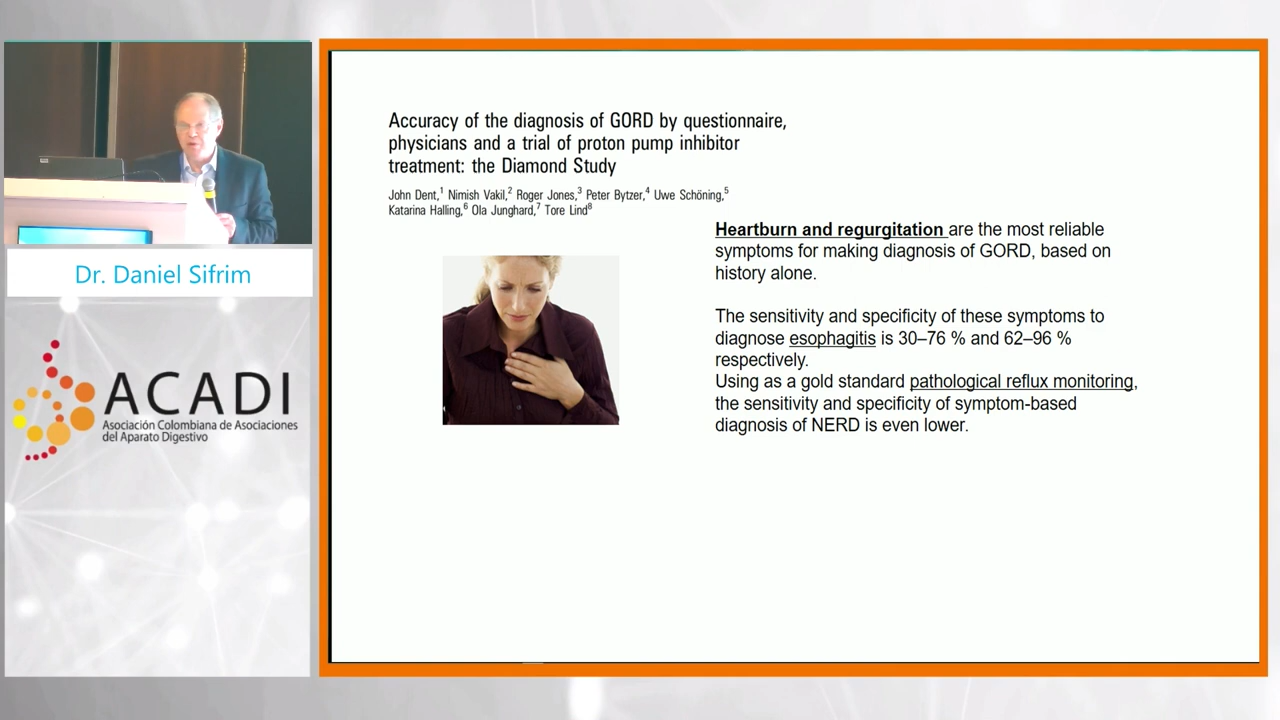 Accuracy of the diagnosis of GORD by questionnaire,
physicians and a trial of proton pump inhibitor
treatment: the Diamond Study
John Dent,1 Nimish Vakil,2 Roger Jones,3 Peter Bytzer,4 Uwe Schöning,5
Katarina Halling,6 Ola Junghard,7 Tore Lind8
Heartburn and regurgitation are the most reliable
symptoms for making diagnosis of GORD, based on
history alone.
The sensitivity and specificity of these symptoms to
diagnose esophagitis is 30–76 % and 62–96 %
respectively.
Using as a gold standard pathological reflux monitoring,
the sensitivity and specificity of symptom-based
diagnosis of NERD is even lower.
Dr. Daniel Sifrim
ACADI
Asociación Colombiana de Asociaciones
del Aparato Digestivo